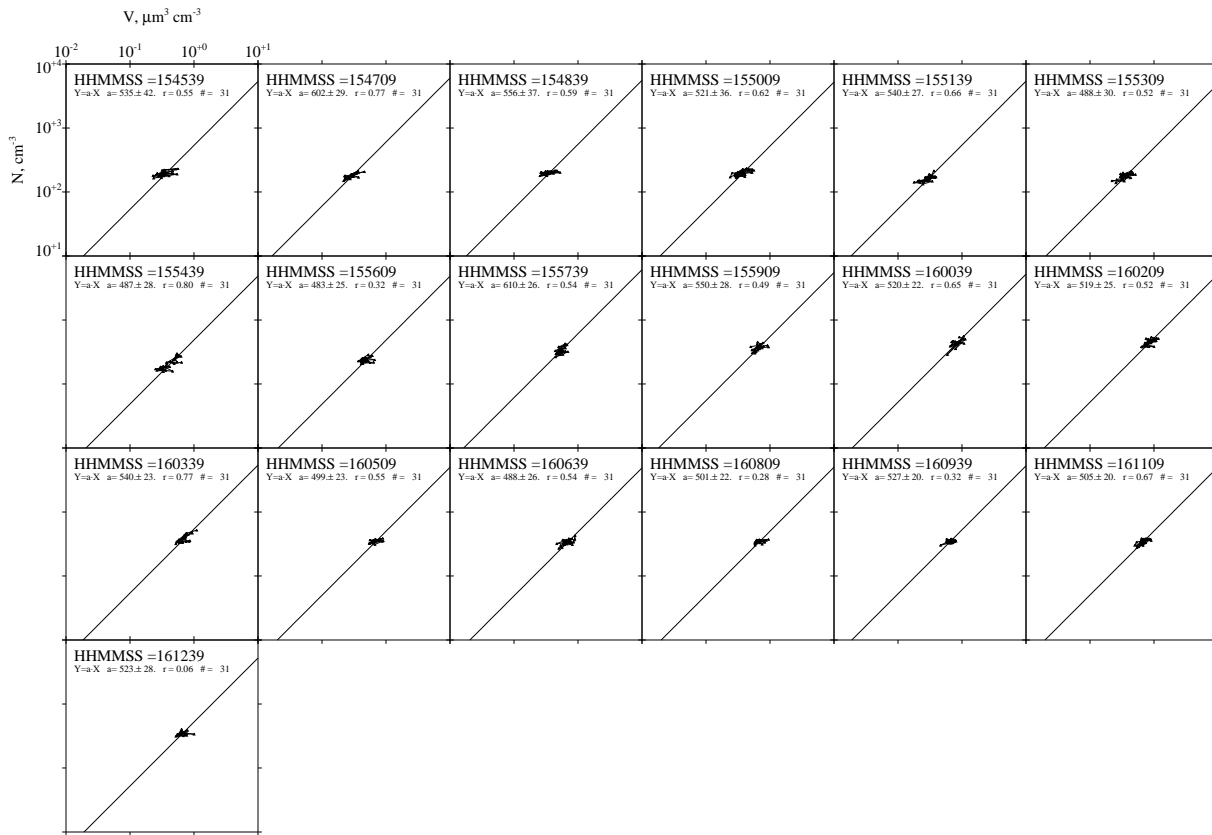 V, μm³ cm⁻³
10⁻² 10⁻¹ 10⁺⁰ 10⁺¹
10⁺⁴
10⁺³
10⁺²
10⁺¹
N, cm⁻³
HHMMSS =154539
Y=a·X a= 535.± 42. r = 0.55 # = 31
HHMMSS =154709
Y=a·X a= 602.± 29. r = 0.77 # = 31
HHMMSS =154839
Y=a·X a= 556.± 37. r = 0.59 # = 31
HHMMSS =155009
Y=a·X a= 521.± 36. r = 0.62 # = 31
HHMMSS =155139
Y=a·X a= 540.± 27. r = 0.66 # = 31
HHMMSS =155309
Y=a·X a= 488.± 30. r = 0.52 # = 31
HHMMSS =155439
Y=a·X a= 487.± 28. r = 0.80 # = 31
HHMMSS =155609
Y=a·X a= 483.± 25. r = 0.32 # = 31
HHMMSS =155739
Y=a·X a= 610.± 26. r = 0.54 # = 31
HHMMSS =155909
Y=a·X a= 550.± 28. r = 0.49 # = 31
HHMMSS =160039
Y=a·X a= 520.± 22. r = 0.65 # = 31
HHMMSS =160209
Y=a·X a= 519.± 25. r = 0.52 # = 31
HHMMSS =160339
Y=a·X a= 540.± 23. r = 0.77 # = 31
HHMMSS =160509
Y=a·X a= 499.± 23. r = 0.55 # = 31
HHMMSS =160639
Y=a·X a= 488.± 26. r = 0.54 # = 31
HHMMSS =160809
Y=a·X a= 501.± 22. r = 0.28 # = 31
HHMMSS =160939
Y=a·X a= 527.± 20. r = 0.32 # = 31
HHMMSS =161109
Y=a·X a= 505.± 20. r = 0.67 # = 31
HHMMSS =161239
Y=a·X a= 523.± 28. r = 0.06 # = 31